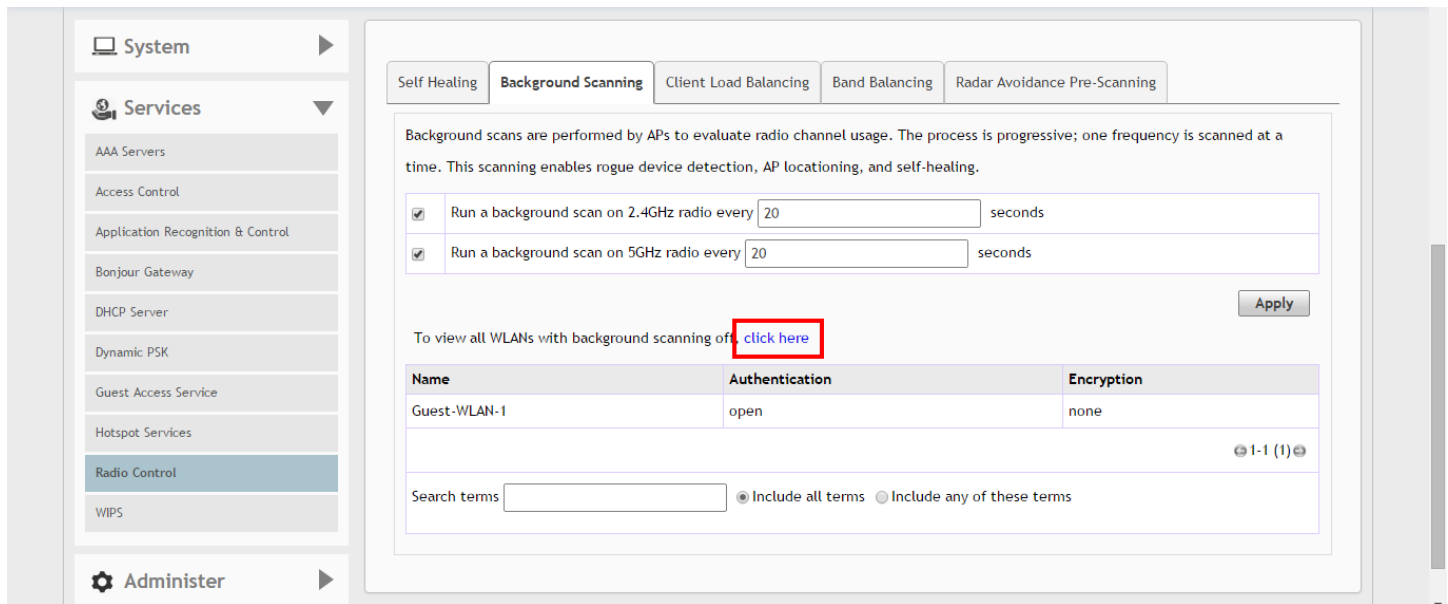 System
Services
AAA Servers
Access Control
Application Recognition & Control
Bonjour Gateway
DHCP Server
Dynamic PSK
Guest Access Service
Hotspot Services
Radio Control
WIPS
Administer
Self Healing Background Scanning Client Load Balancing Band Balancing Radar Avoidance Pre-Scanning
Background scans are performed by APs to evaluate radio channel usage. The process is progressive; one frequency is scanned at a
time. This scanning enables rogue device detection, AP locationing, and self-healing.
Run a background scan on 2.4GHz radio every 20 seconds
Run a background scan on 5GHz radio every 20 seconds
Apply
To view all WLANs with background scanning off, click here
Name Authentication Encryption
Guest-WLAN-1 open none
1-1 (1)
Search terms Include all terms Include any of these terms